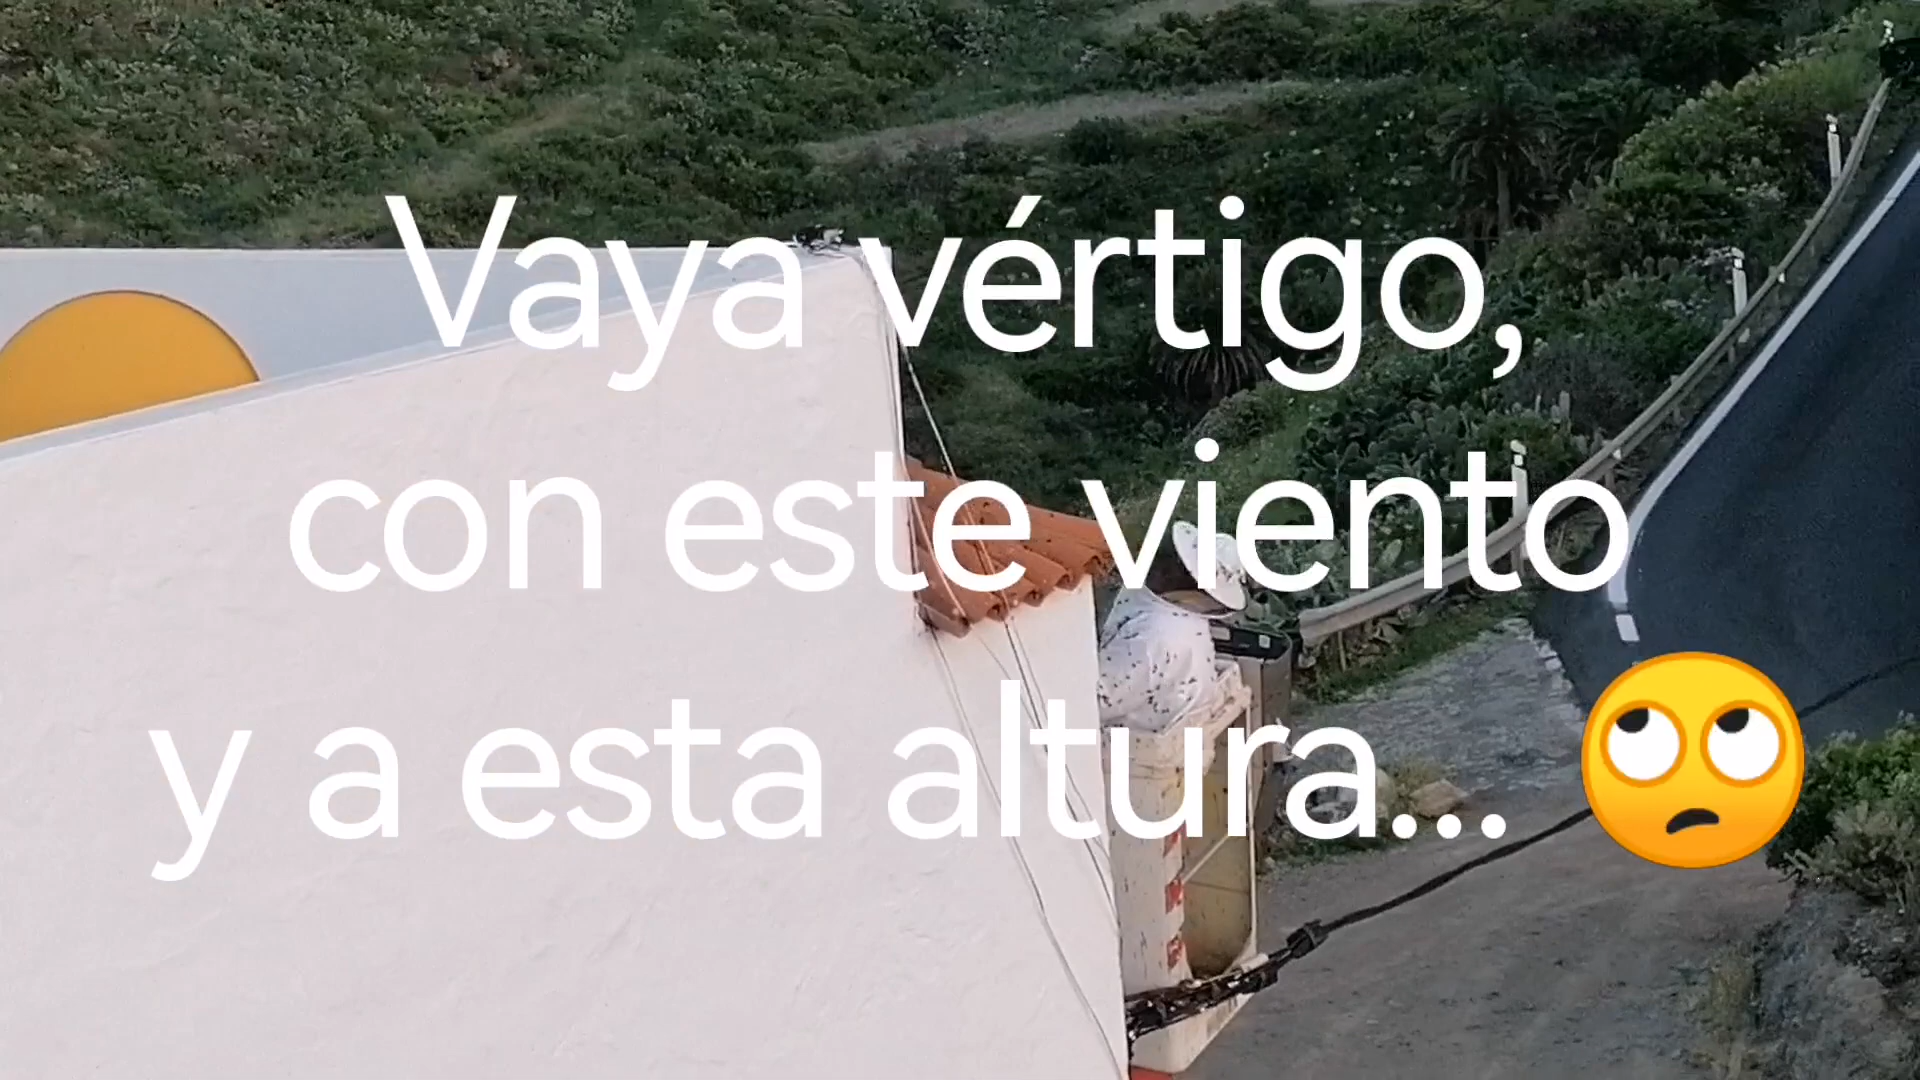 Vaya vértigo,
con este viento
y a esta altura... 🙄